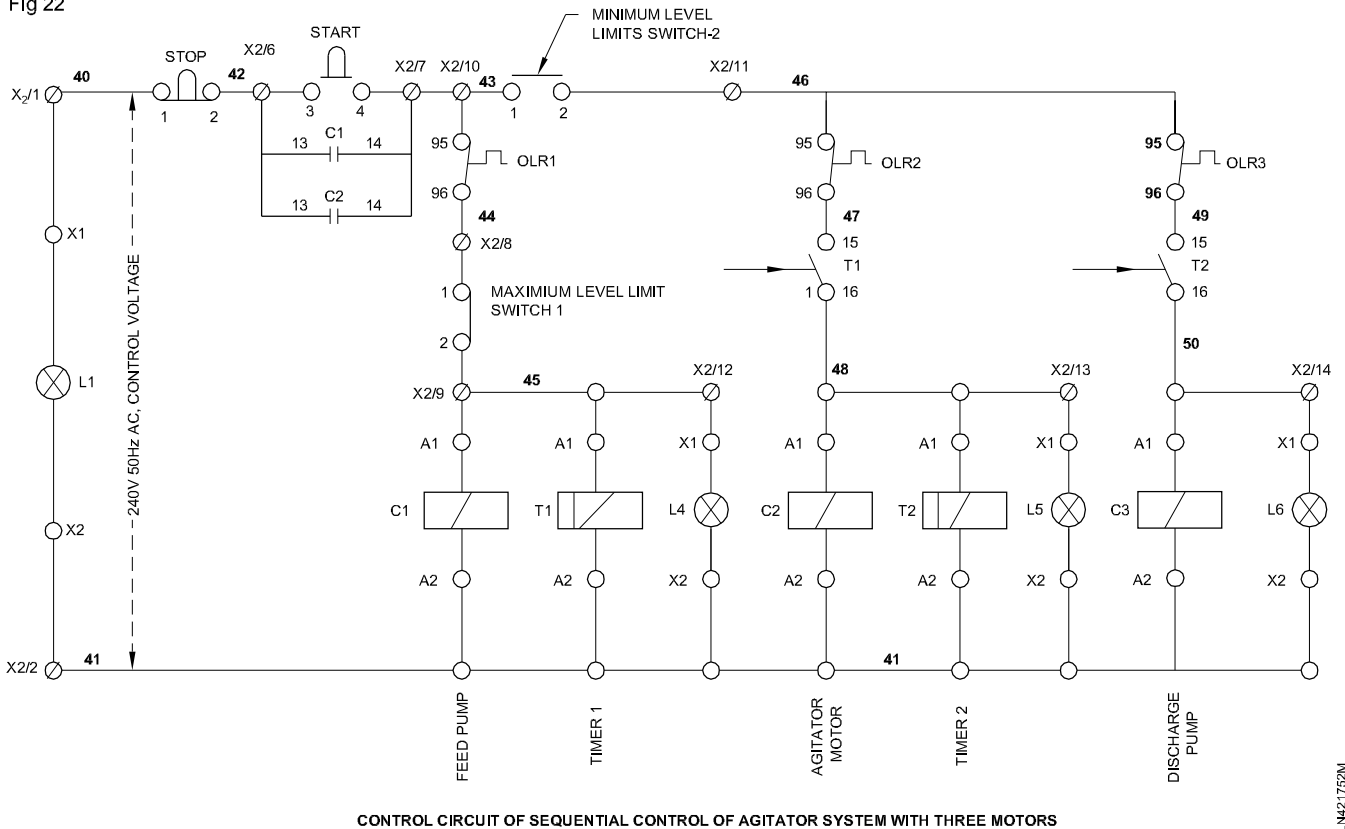 Fig 22
MINIMUM LEVEL
LIMITS SWITCH-2
STOP
X2/6
START
X2/7
X2/10
43
X2/11
46
40
42
X2/1
1
2
3
4
1
2
13
C1
14
13
C2
14
95
OLR1
96
44
X2/8
95
OLR2
96
47
15
T1
1
16
95
OLR3
96
49
15
T2
16
X1
1
MAXIMIUM LEVEL LIMIT
SWITCH 1
2
240V 50Hz AC, CONTROL VOLTAGE
L1
X2
X2/9
45
X2/12
48
X2/13
50
X2/14
A1
A1
X1
A1
A1
X1
A1
X1
C1
T1
L4
C2
T2
L5
C3
L6
A2
A2
X2
A2
A2
X2
A2
X2
X2/2
41
41
FEED PUMP
TIMER 1
AGITATOR
MOTOR
TIMER 2
DISCHARGE
PUMP
CONTROL CIRCUIT OF SEQUENTIAL CONTROL OF AGITATOR SYSTEM WITH THREE MOTORS